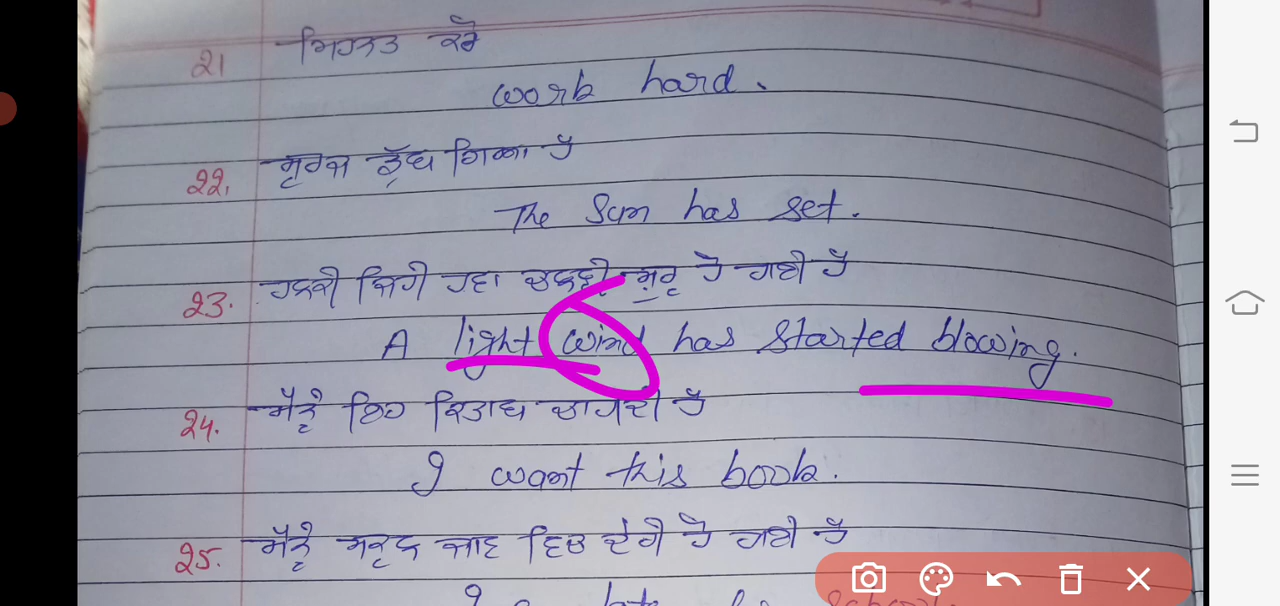 21 ਮਿਹਨਤ ਕਰੋ
work hard.
22. ਸੂਰਜ ਡੁੱਬ ਗਿਆ ਹੈ
The Sun has set.
23. ਹਲਕੀ ਜਿਹੀ ਹਵਾ ਚਲਣੀ ਸ਼ੁਰੂ ਹੋ ਗਈ ਹੈ
A light wind has started blowing.
24. ਮੈਨੂੰ ਇਹ ਕਿਤਾਬ ਚਾਹੀਦੀ ਹੈ
I want this book.
25. ਮੈਨੂੰ ਸਕੂਲ ਜਾਣ ਵਿਚ ਦੇਰੀ ਹੋ ਗਈ ਹੈ